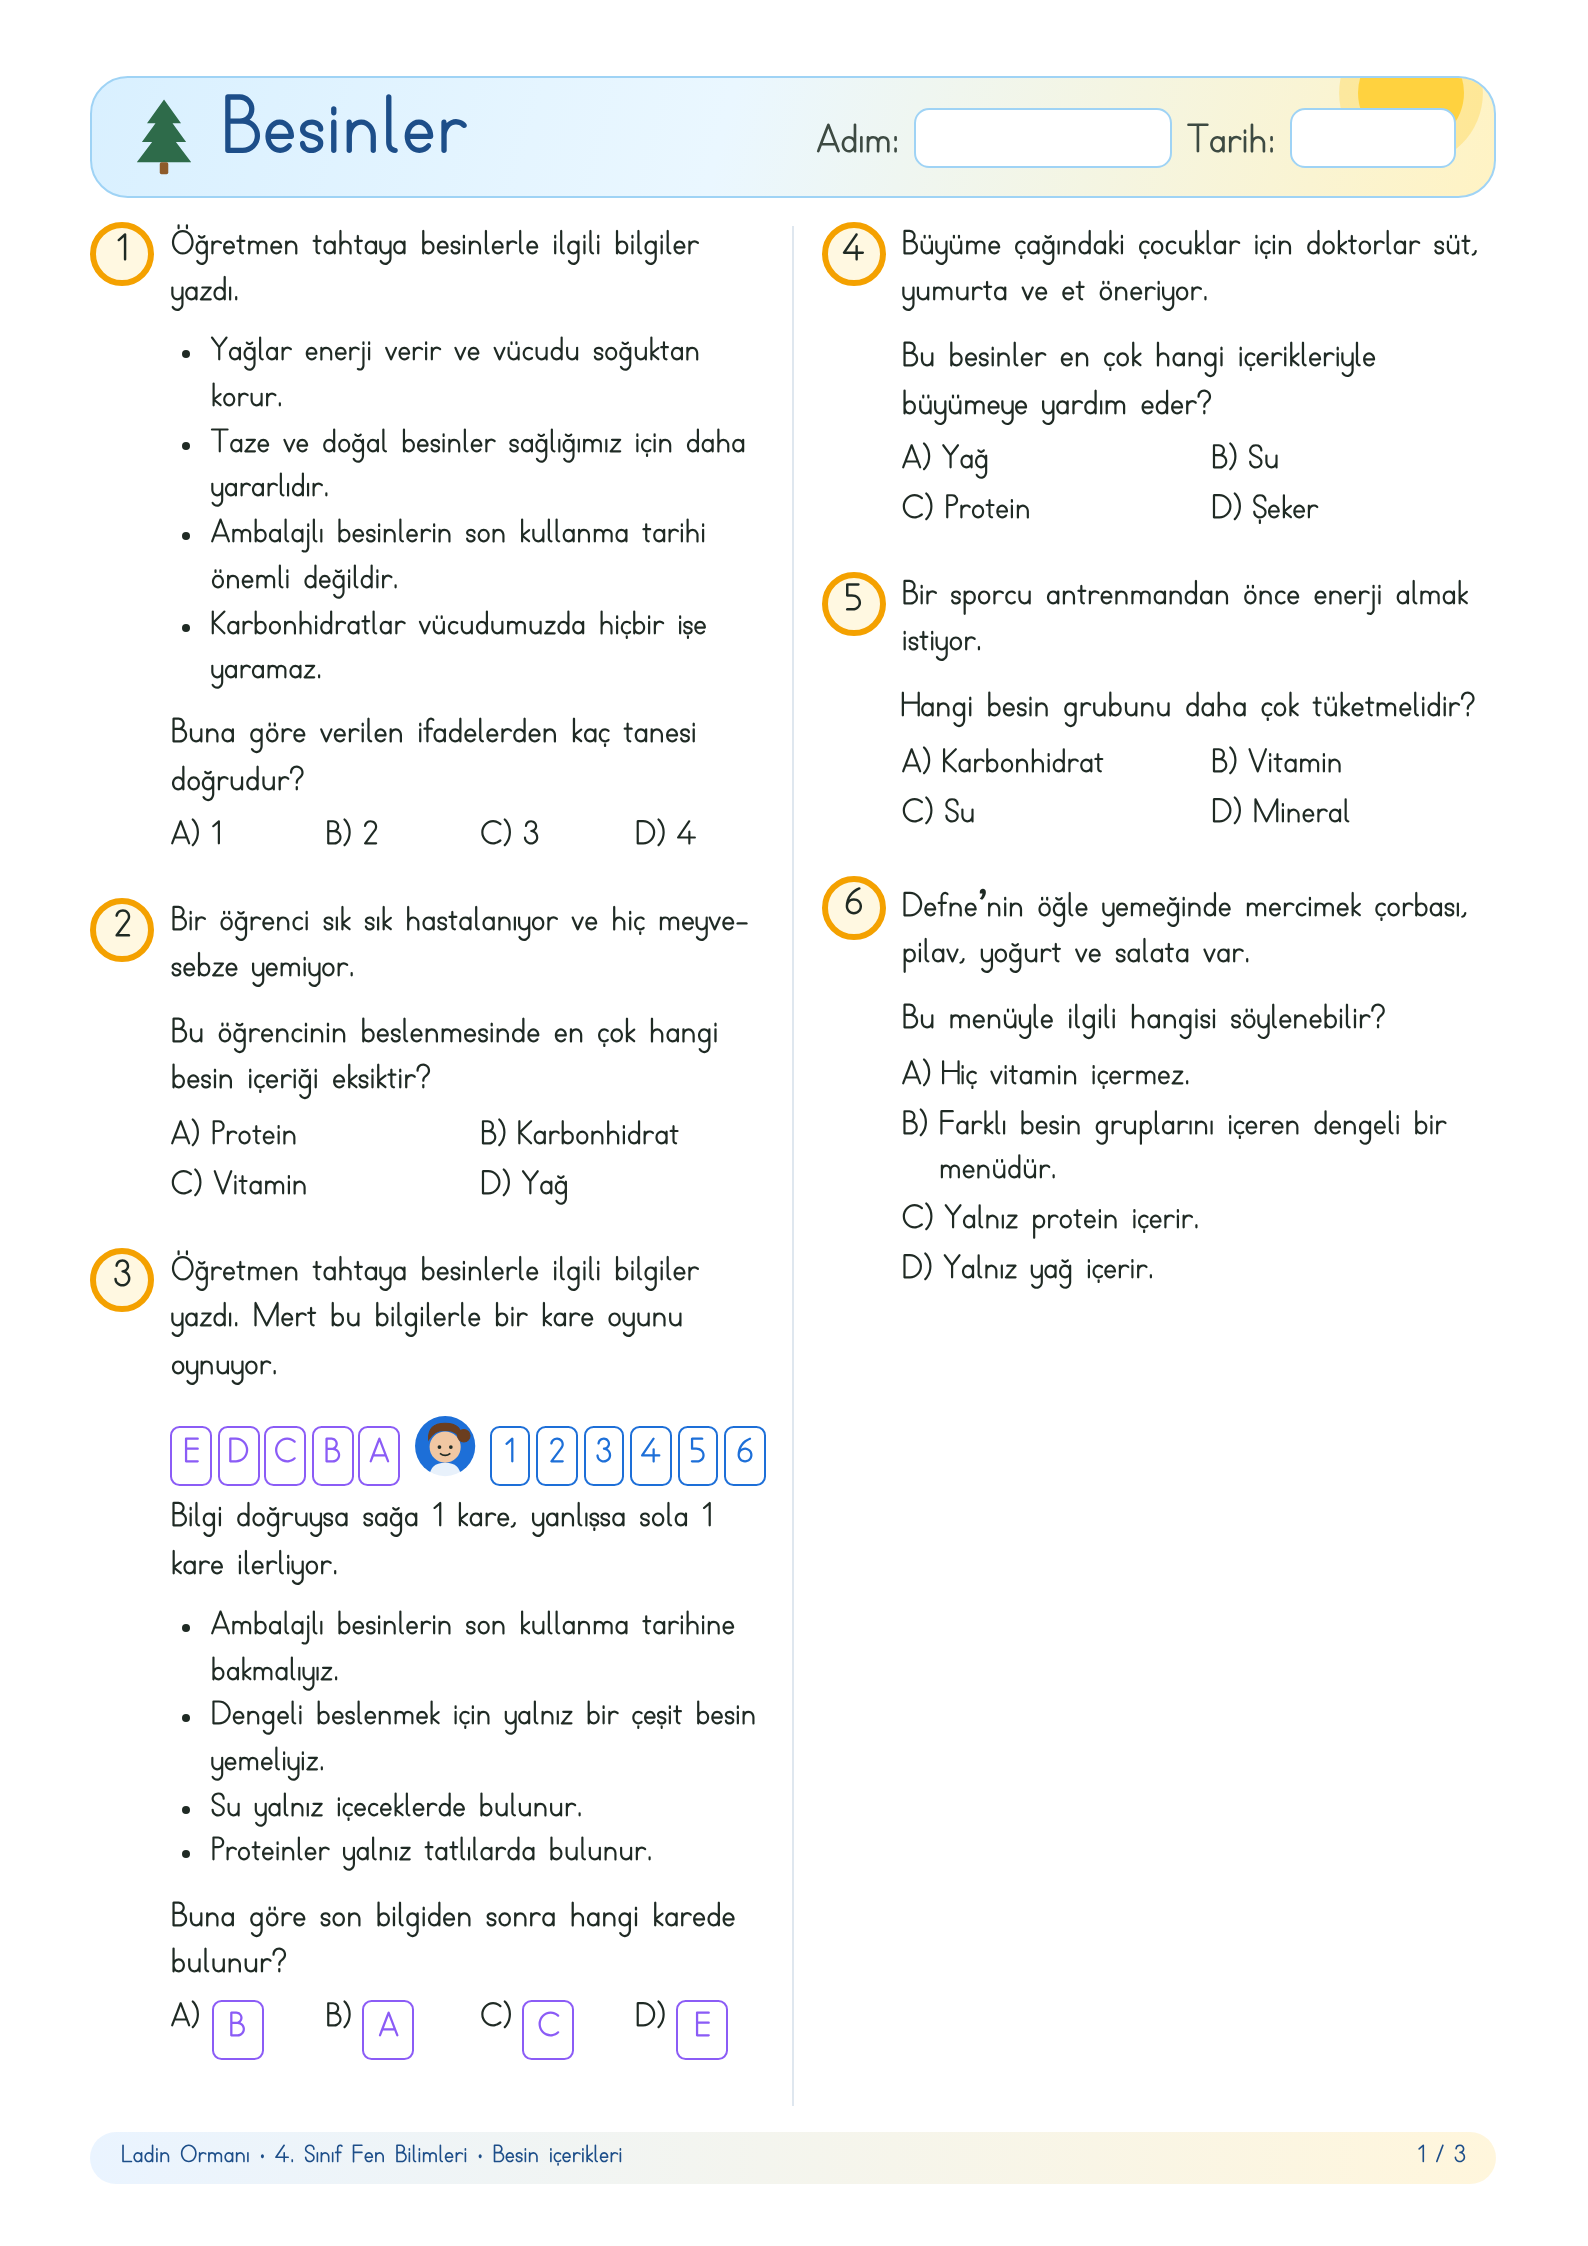 Besinler
Adım:
Tarih:
1
Öğretmen tahtaya besinlerle ilgili bilgiler
yazdı.
• Yağlar enerji verir ve vücudu soğuktan
korur.
• Taze ve doğal besinler sağlığımız için daha
yararlıdır.
• Ambalajlı besinlerin son kullanma tarihi
önemli değildir.
• Karbonhidratlar vücudumuzda hiçbir işe
yaramaz.
Buna göre verilen ifadelerden kaç tanesi
doğrudur?
A) 1 B) 2 C) 3 D) 4
2
Bir öğrenci sık sık hastalanıyor ve hiç meyve-
sebze yemiyor.
Bu öğrencinin beslenmesinde en çok hangi
besin içeriği eksiktir?
A) Protein B) Karbonhidrat
C) Vitamin D) Yağ
3
Öğretmen tahtaya besinlerle ilgili bilgiler
yazdı. Mert bu bilgilerle bir kare oyunu
oynuyor.
E D C B A 1 2 3 4 5 6
Bilgi doğruysa sağa 1 kare, yanlışsa sola 1
kare ilerliyor.
• Ambalajlı besinlerin son kullanma tarihine
bakmalıyız.
• Dengeli beslenmek için yalnız bir çeşit besin
yemeliyiz.
• Su yalnız içeceklerde bulunur.
• Proteinler yalnız tatlılarda bulunur.
Buna göre son bilgiden sonra hangi karede
bulunur?
A) B B) A C) C D) E
4
Büyüme çağındaki çocuklar için doktorlar süt,
yumurta ve et öneriyor.
Bu besinler en çok hangi içerikleriyle
büyümeye yardım eder?
A) Yağ B) Su
C) Protein D) Şeker
5
Bir sporcu antrenmandan önce enerji almak
istiyor.
Hangi besin grubunu daha çok tüketmelidir?
A) Karbonhidrat B) Vitamin
C) Su D) Mineral
6
Defne’nin öğle yemeğinde mercimek çorbası,
pilav, yoğurt ve salata var.
Bu menüyle ilgili hangisi söylenebilir?
A) Hiç vitamin içermez.
B) Farklı besin gruplarını içeren dengeli bir
menüdür.
C) Yalnız protein içerir.
D) Yalnız yağ içerir.
Ladin Ormanı • 4. Sınıf Fen Bilimleri • Besin içerikleri
1 / 3